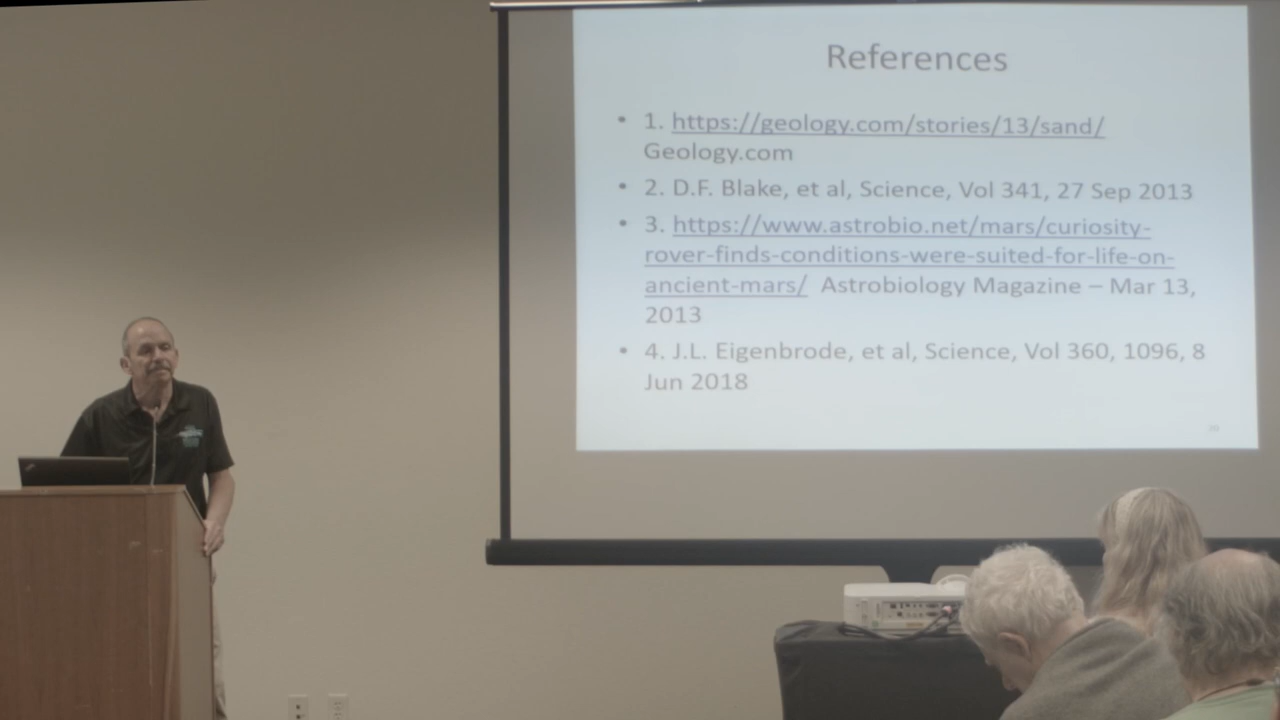 References
• 1. https://geology.com/stories/13/sand/
Geology.com
• 2. D.F. Blake, et al, Science, Vol 341, 27 Sep 2013
• 3. https://www.astrobio.net/mars/curiosity-
rover-finds-conditions-were-suited-for-life-on-
ancient-mars/ Astrobiology Magazine – Mar 13,
2013
• 4. J.L. Eigenbrode, et al, Science, Vol 360, 1096, 8
Jun 2018